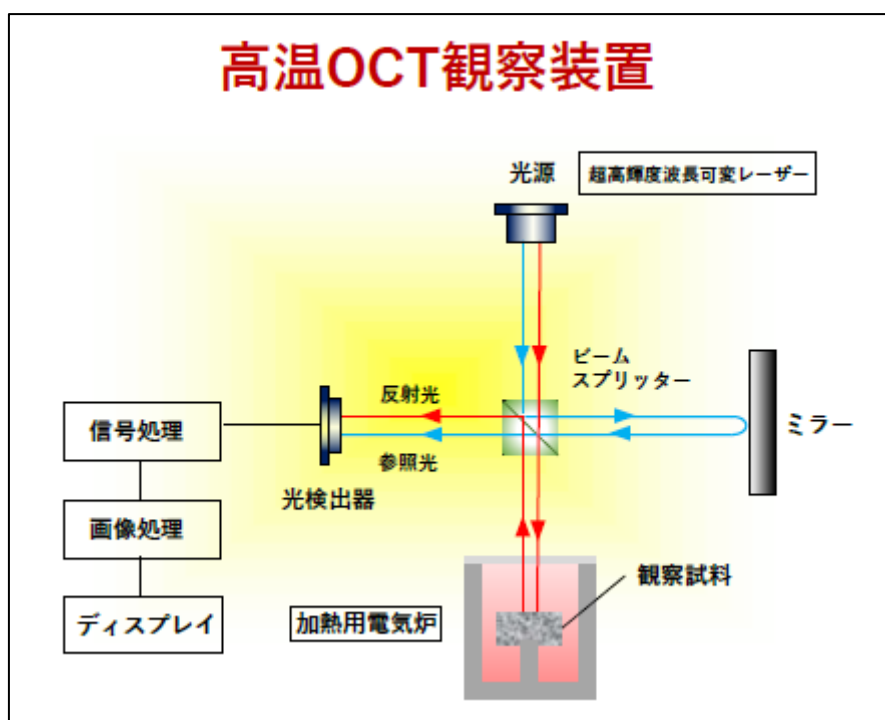 高温OCT観察装置
光源
超高輝度波長可変レーザー
ビーム
スプリッター
反射光
信号処理
ミラー
参照光
光検出器
画像処理
観察試料
加熱用電気炉
ディスプレイ